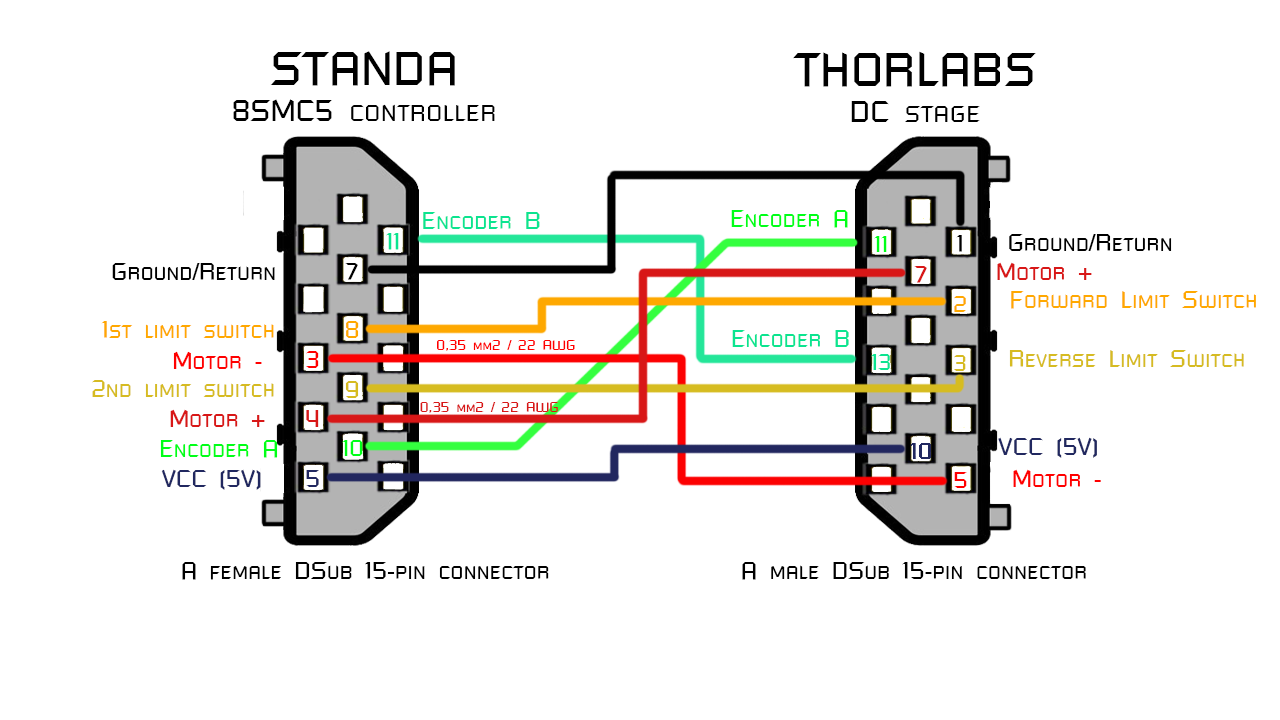 STANDA
8SMC5 CONTROLLER
THORLABS
DC STAGE
Encoder B
Encoder A
11
11
1
Ground/Return
Ground/Return
7
7
Motor +
1st limit switch
8
2
Forward Limit Switch
0,35 мм2 / 22 AWG
Encoder B
Motor -
3
13
3
Reverse Limit Switch
2nd limit switch
9
0,35 мм2 / 22 AWG
Motor +
4
Encoder A
10
10
VCC (5V)
VCC (5V)
5
5
Motor -
A female DSub 15-pin connector
A male DSub 15-pin connector